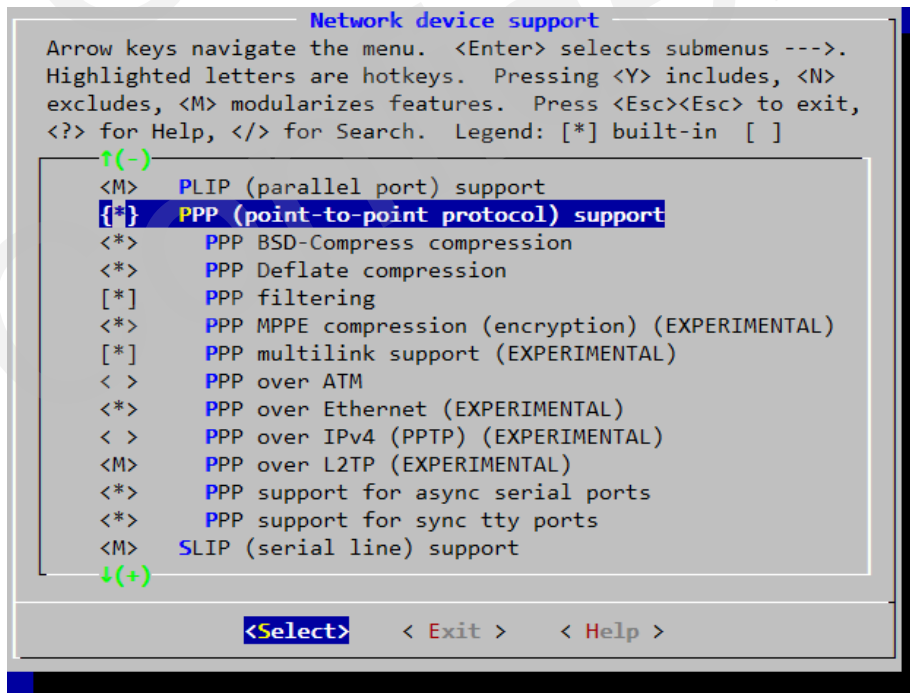 Network device support
Arrow keys navigate the menu.  <Enter> selects submenus --->.
Highlighted letters are hotkeys.  Pressing <Y> includes, <N>
excludes, <M> modularizes features.  Press <Esc><Esc> to exit,
<?> for Help, </> for Search.  Legend: [*] built-in  [ ]
↑(-)
<M> PLIP (parallel port) support
{*} PPP (point-to-point protocol) support
<*> PPP BSD-Compress compression
<*> PPP Deflate compression
[*] PPP filtering
<*> PPP MPPE compression (encryption) (EXPERIMENTAL)
[*] PPP multilink support (EXPERIMENTAL)
< > PPP over ATM
<*> PPP over Ethernet (EXPERIMENTAL)
< > PPP over IPv4 (PPTP) (EXPERIMENTAL)
<M> PPP over L2TP (EXPERIMENTAL)
<*> PPP support for async serial ports
<*> PPP support for sync tty ports
<M> SLIP (serial line) support
↓(+)
<Select> < Exit > < Help >